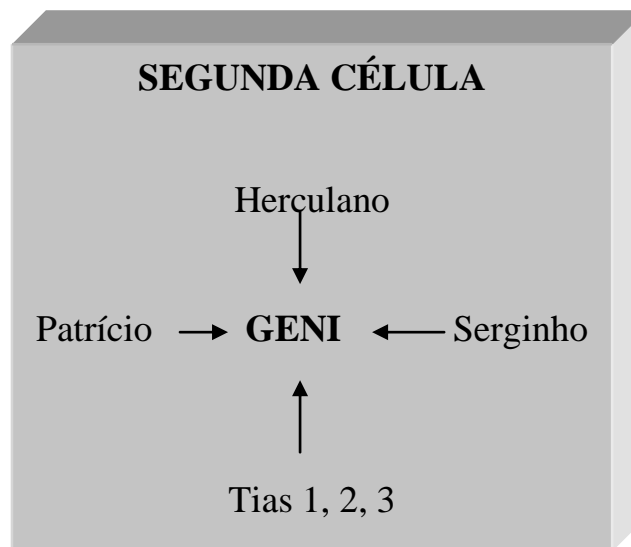 SEGUNDA CÉLULA
Herculano
Patrício GENI Serginho
Tias 1, 2, 3